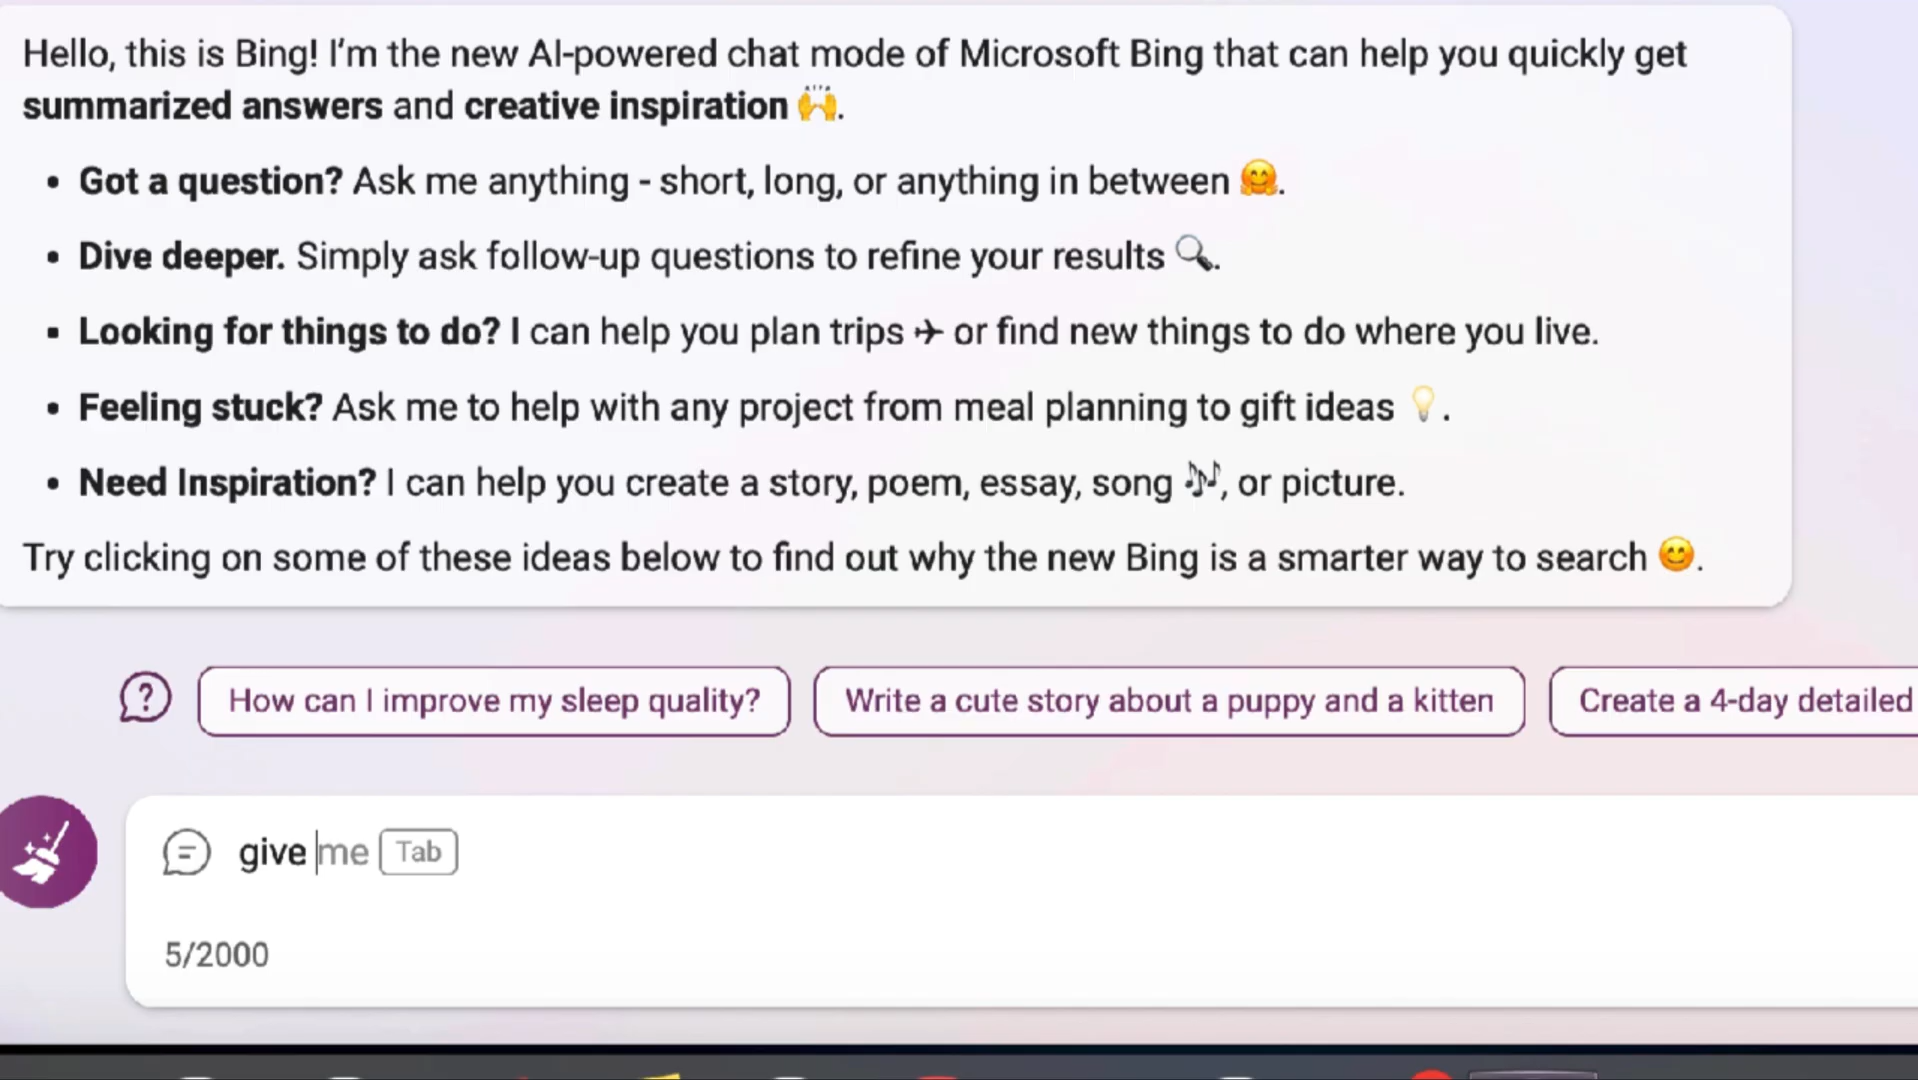 Hello, this is Bing! I'm the new AI-powered chat mode of Microsoft Bing that can help you quickly get
summarized answers and creative inspiration 🙌.
• Got a question? Ask me anything - short, long, or anything in between 🤗.
• Dive deeper. Simply ask follow-up questions to refine your results 🔍.
• Looking for things to do? I can help you plan trips ✈ or find new things to do where you live.
• Feeling stuck? Ask me to help with any project from meal planning to gift ideas 💡.
• Need Inspiration? I can help you create a story, poem, essay, song 🎶, or picture.
Try clicking on some of these ideas below to find out why the new Bing is a smarter way to search 😊.
How can I improve my sleep quality? Write a cute story about a puppy and a kitten Create a 4-day detailed
give me Tab
5/2000